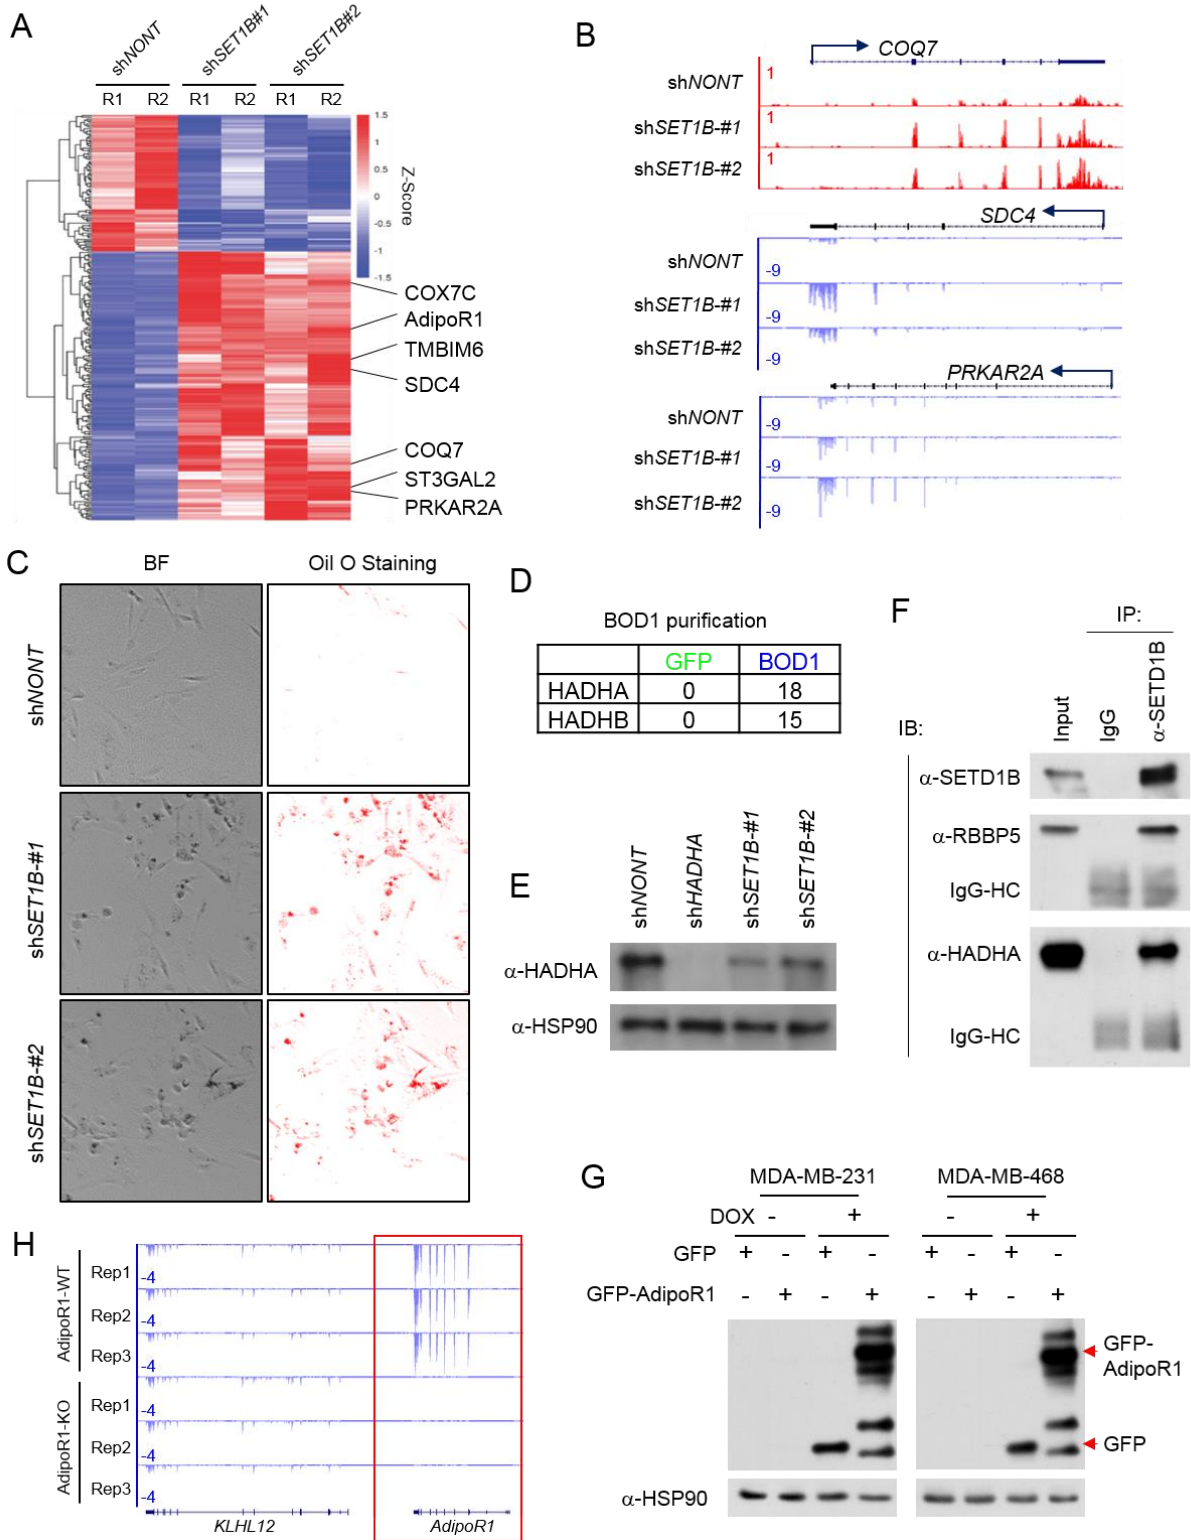 A
shNONT
shSET1B#1
shSET1B#2
R1 R2 R1 R2 R1 R2
1.5
1
0.5
0
-0.5
-1
-1.5
Z-Score
COX7C
AdipoR1
TMBIM6
SDC4
COQ7
ST3GAL2
PRKAR2A
B
COQ7
shNONT 1
shSET1B-#1 1
shSET1B-#2 1
SDC4
shNONT -9
shSET1B-#1 -9
shSET1B-#2 -9
PRKAR2A
shNONT -9
shSET1B-#1 -9
shSET1B-#2 -9
C
BF Oil O Staining
shNONT
shSET1B-#1
shSET1B-#2
D
BOD1 purification
GFP BOD1
HADHA 0 18
HADHB 0 15
E
shNONT
shHADHA
shSET1B-#1
shSET1B-#2
α-HADHA
α-HSP90
F
IP:
IB:
Input
IgG
α-SETD1B
α-SETD1B
α-RBBP5
IgG-HC
α-HADHA
IgG-HC
G
MDA-MB-231 MDA-MB-468
DOX - + - +
GFP + - + - + - + -
GFP-AdipoR1 - + - + - + - +
GFP-
AdipoR1
GFP
α-HSP90
H
AdipoR1-WT
Rep1 -4
Rep2 -4
Rep3 -4
AdipoR1-KO
Rep1 -4
Rep2 -4
Rep3 -4
KLHL12 AdipoR1